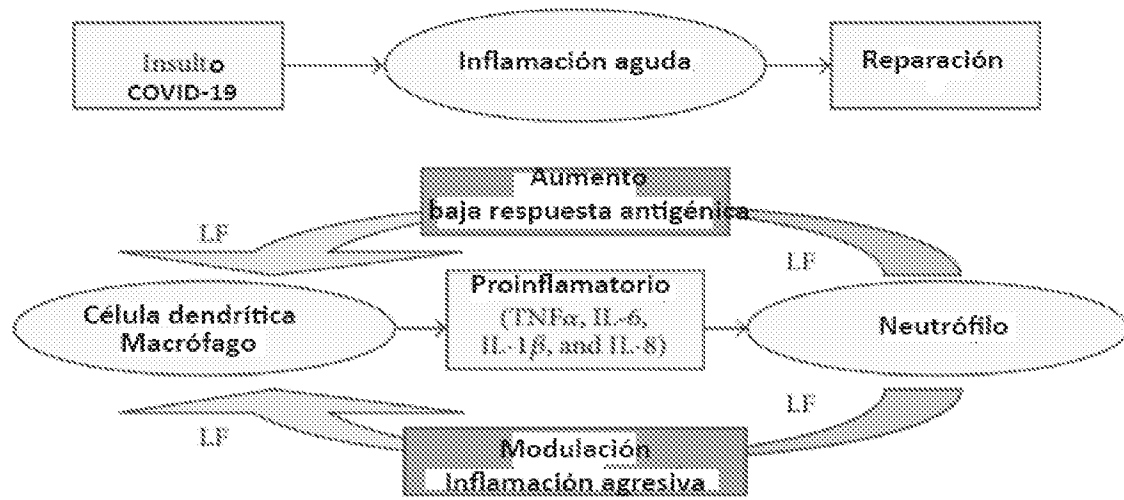 Insulto
COVID-19
Inflamación aguda
Reparación
Aumento
baja respuesta antigénica
LF
LF
Célula dendrítica
Macrófago
Proinflamatorio
(TNFα, IL-6,
IL-1β, and IL-8)
Neutrófilo
LF
LF
Modulación
Inflamación agresiva